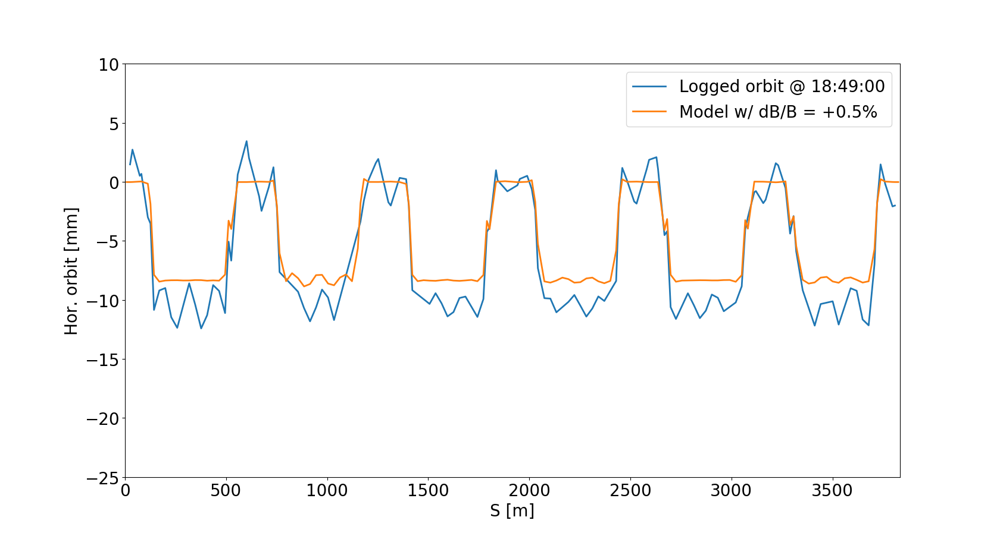 Logged orbit @ 18:49:00
Model w/ dB/B = +0.5%
Hor. orbit [mm]
10
5
0
−5
−10
−15
−20
−25
0 500 1000 1500 2000 2500 3000 3500
S [m]